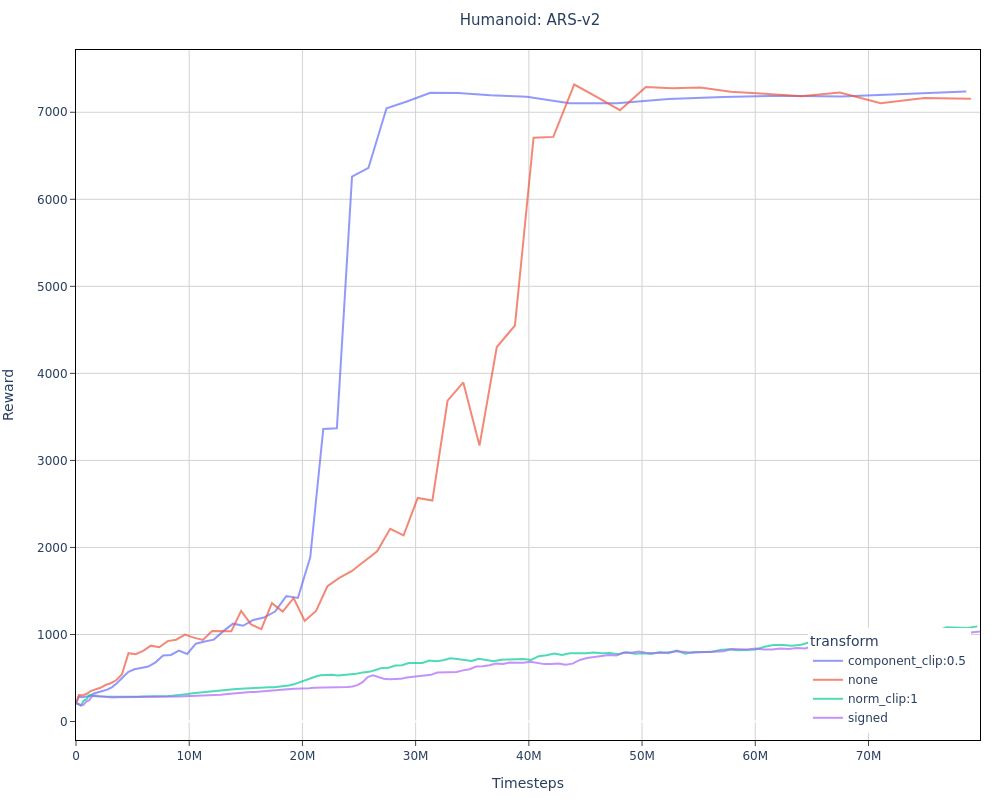 Humanoid: ARS-v2
Reward
7000
6000
5000
4000
3000
2000
1000
0
transform
component_clip:0.5
none
norm_clip:1
signed
0
10M
20M
30M
40M
50M
60M
70M
Timesteps